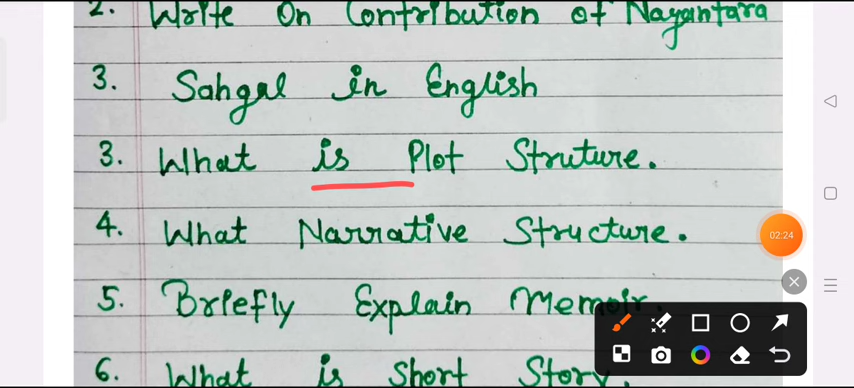 2. Write On Contribution of Nayantara
3. Sahgal in English
3. What is Plot Struture.
4. What Narrative Structure.
02:24
5. Briefly Explain Memoir.
6. What is Short Story.